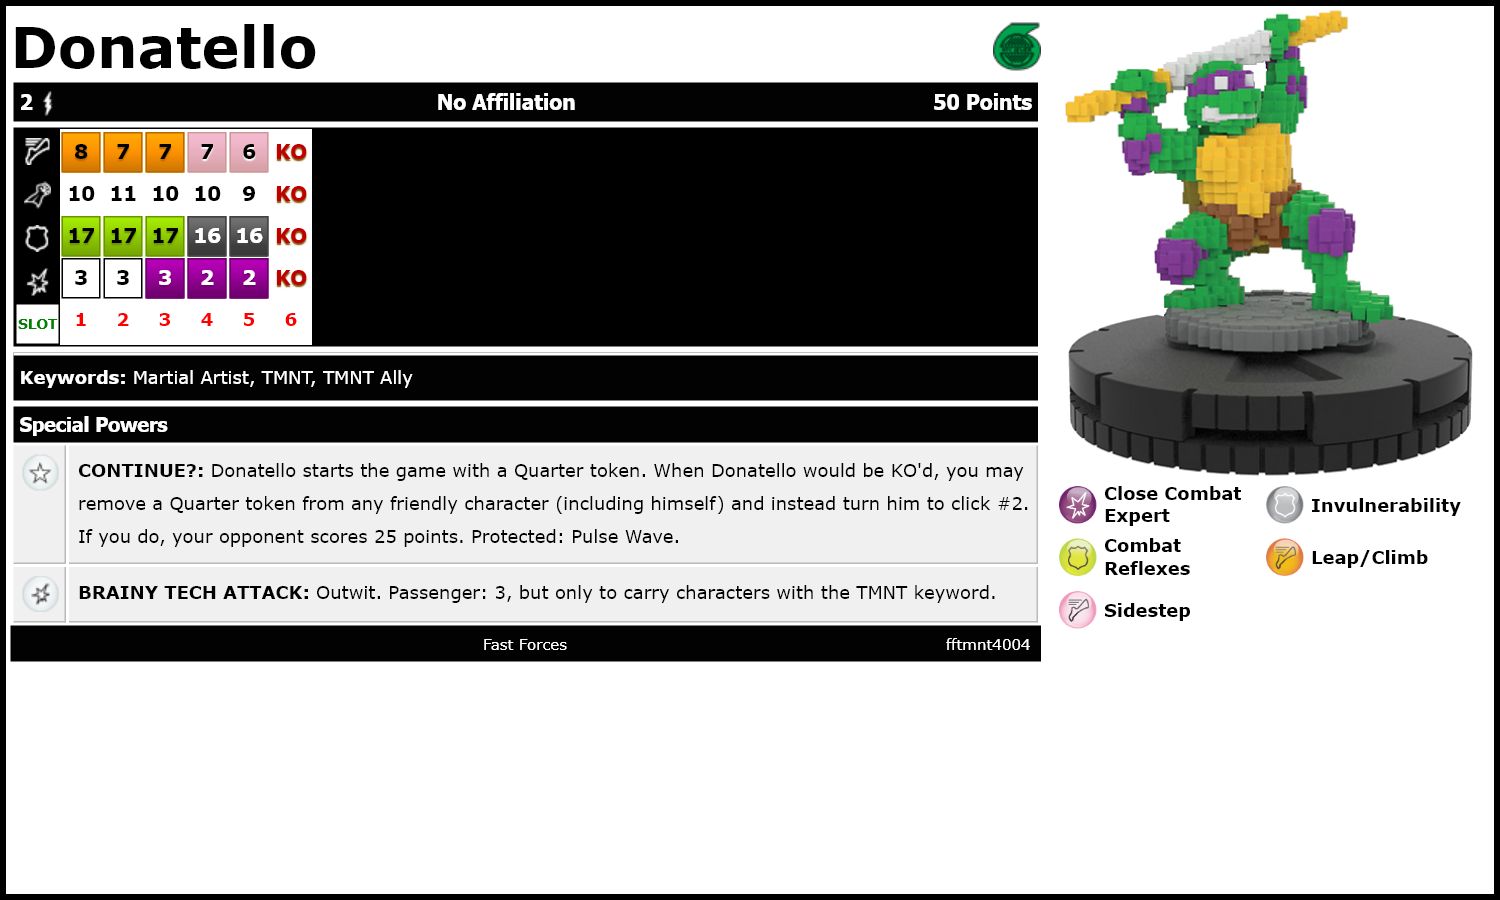 Donatello
2 No Affiliation 50 Points
8 7 7 7 6 KO
10 11 10 10 9 KO
17 17 17 16 16 KO
3 3 3 2 2 KO
SLOT 1 2 3 4 5 6
Keywords: Martial Artist, TMNT, TMNT Ally
Special Powers
CONTINUE?: Donatello starts the game with a Quarter token. When Donatello would be KO'd, you may
remove a Quarter token from any friendly character (including himself) and instead turn him to click #2.
If you do, your opponent scores 25 points. Protected: Pulse Wave.
BRAINY TECH ATTACK: Outwit. Passenger: 3, but only to carry characters with the TMNT keyword.
Fast Forces fftmnt4004
Close Combat
Expert
Invulnerability
Combat
Reflexes
Leap/Climb
Sidestep